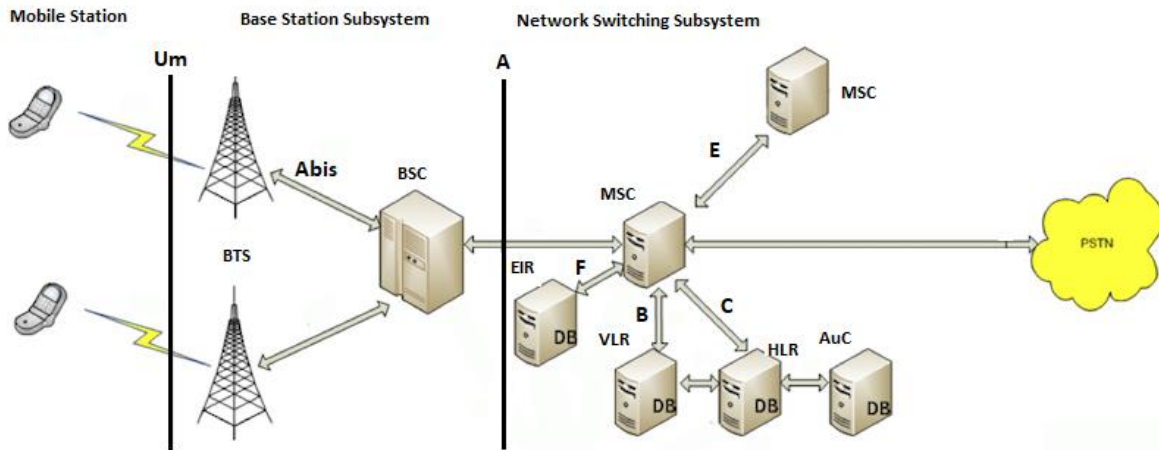 Mobile Station
Base Station Subsystem
Network Switching Subsystem
Um
A
MSC
E
Abis
BSC
MSC
PSTN
BTS
EIR
F
B
C
DB
VLR
HLR
AuC
DB
DB
DB